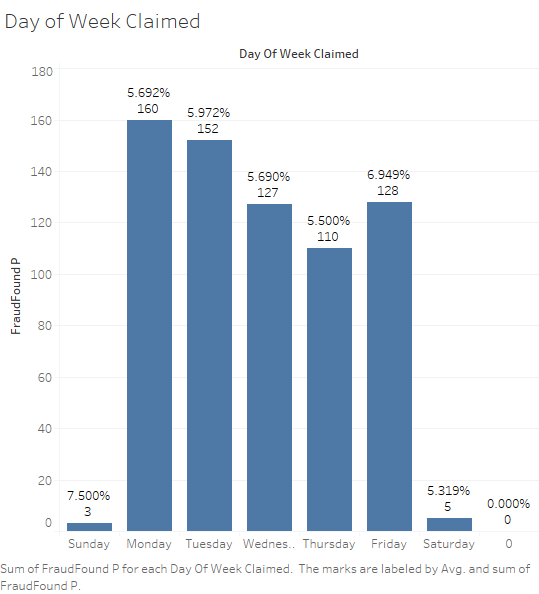 Day of Week Claimed
Day Of Week Claimed
FraudFound P
180
160
140
120
100
80
60
40
20
0
7.500%
3
5.692%
160
5.972%
152
5.690%
127
5.500%
110
6.949%
128
5.319%
5
0.000%
0
Sunday
Monday
Tuesday
Wednes..
Thursday
Friday
Saturday
0
Sum of FraudFound P for each Day Of Week Claimed.  The marks are labeled by Avg. and sum of
FraudFound P.